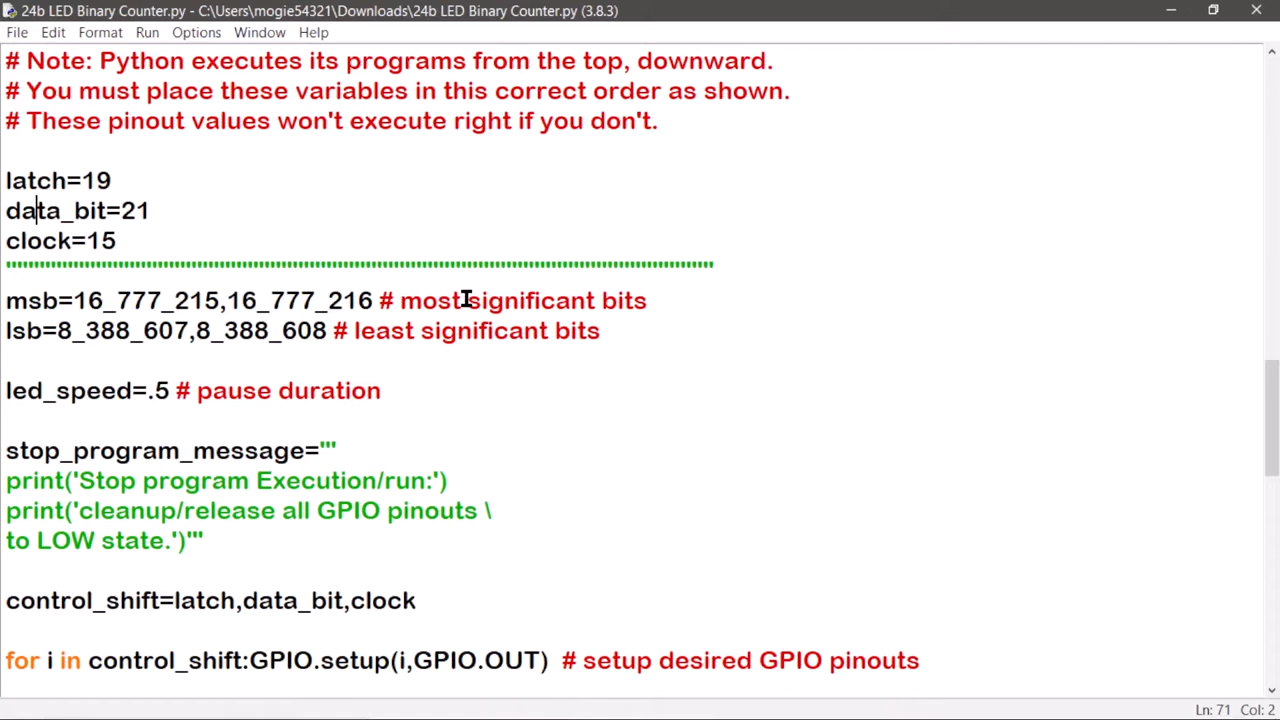 24b LED Binary Counter.py - C:\Users\mogie54321\Downloads\24b LED Binary Counter.py (3.8.3)
File Edit Format Run Options Window Help
# Note: Python executes its programs from the top, downward.
# You must place these variables in this correct order as shown.
# These pinout values won't execute right if you don't.
latch=19
data_bit=21
clock=15
msb=16_777_215,16_777_216 # most significant bits
lsb=8_388_607,8_388_608 # least significant bits
led_speed=.5 # pause duration
stop_program_message='''
print('Stop program Execution/run:')
print('cleanup/release all GPIO pinouts \
to LOW state.')'''
control_shift=latch,data_bit,clock
for i in control_shift:GPIO.setup(i,GPIO.OUT)  # setup desired GPIO pinouts
Ln: 71 Col: 2